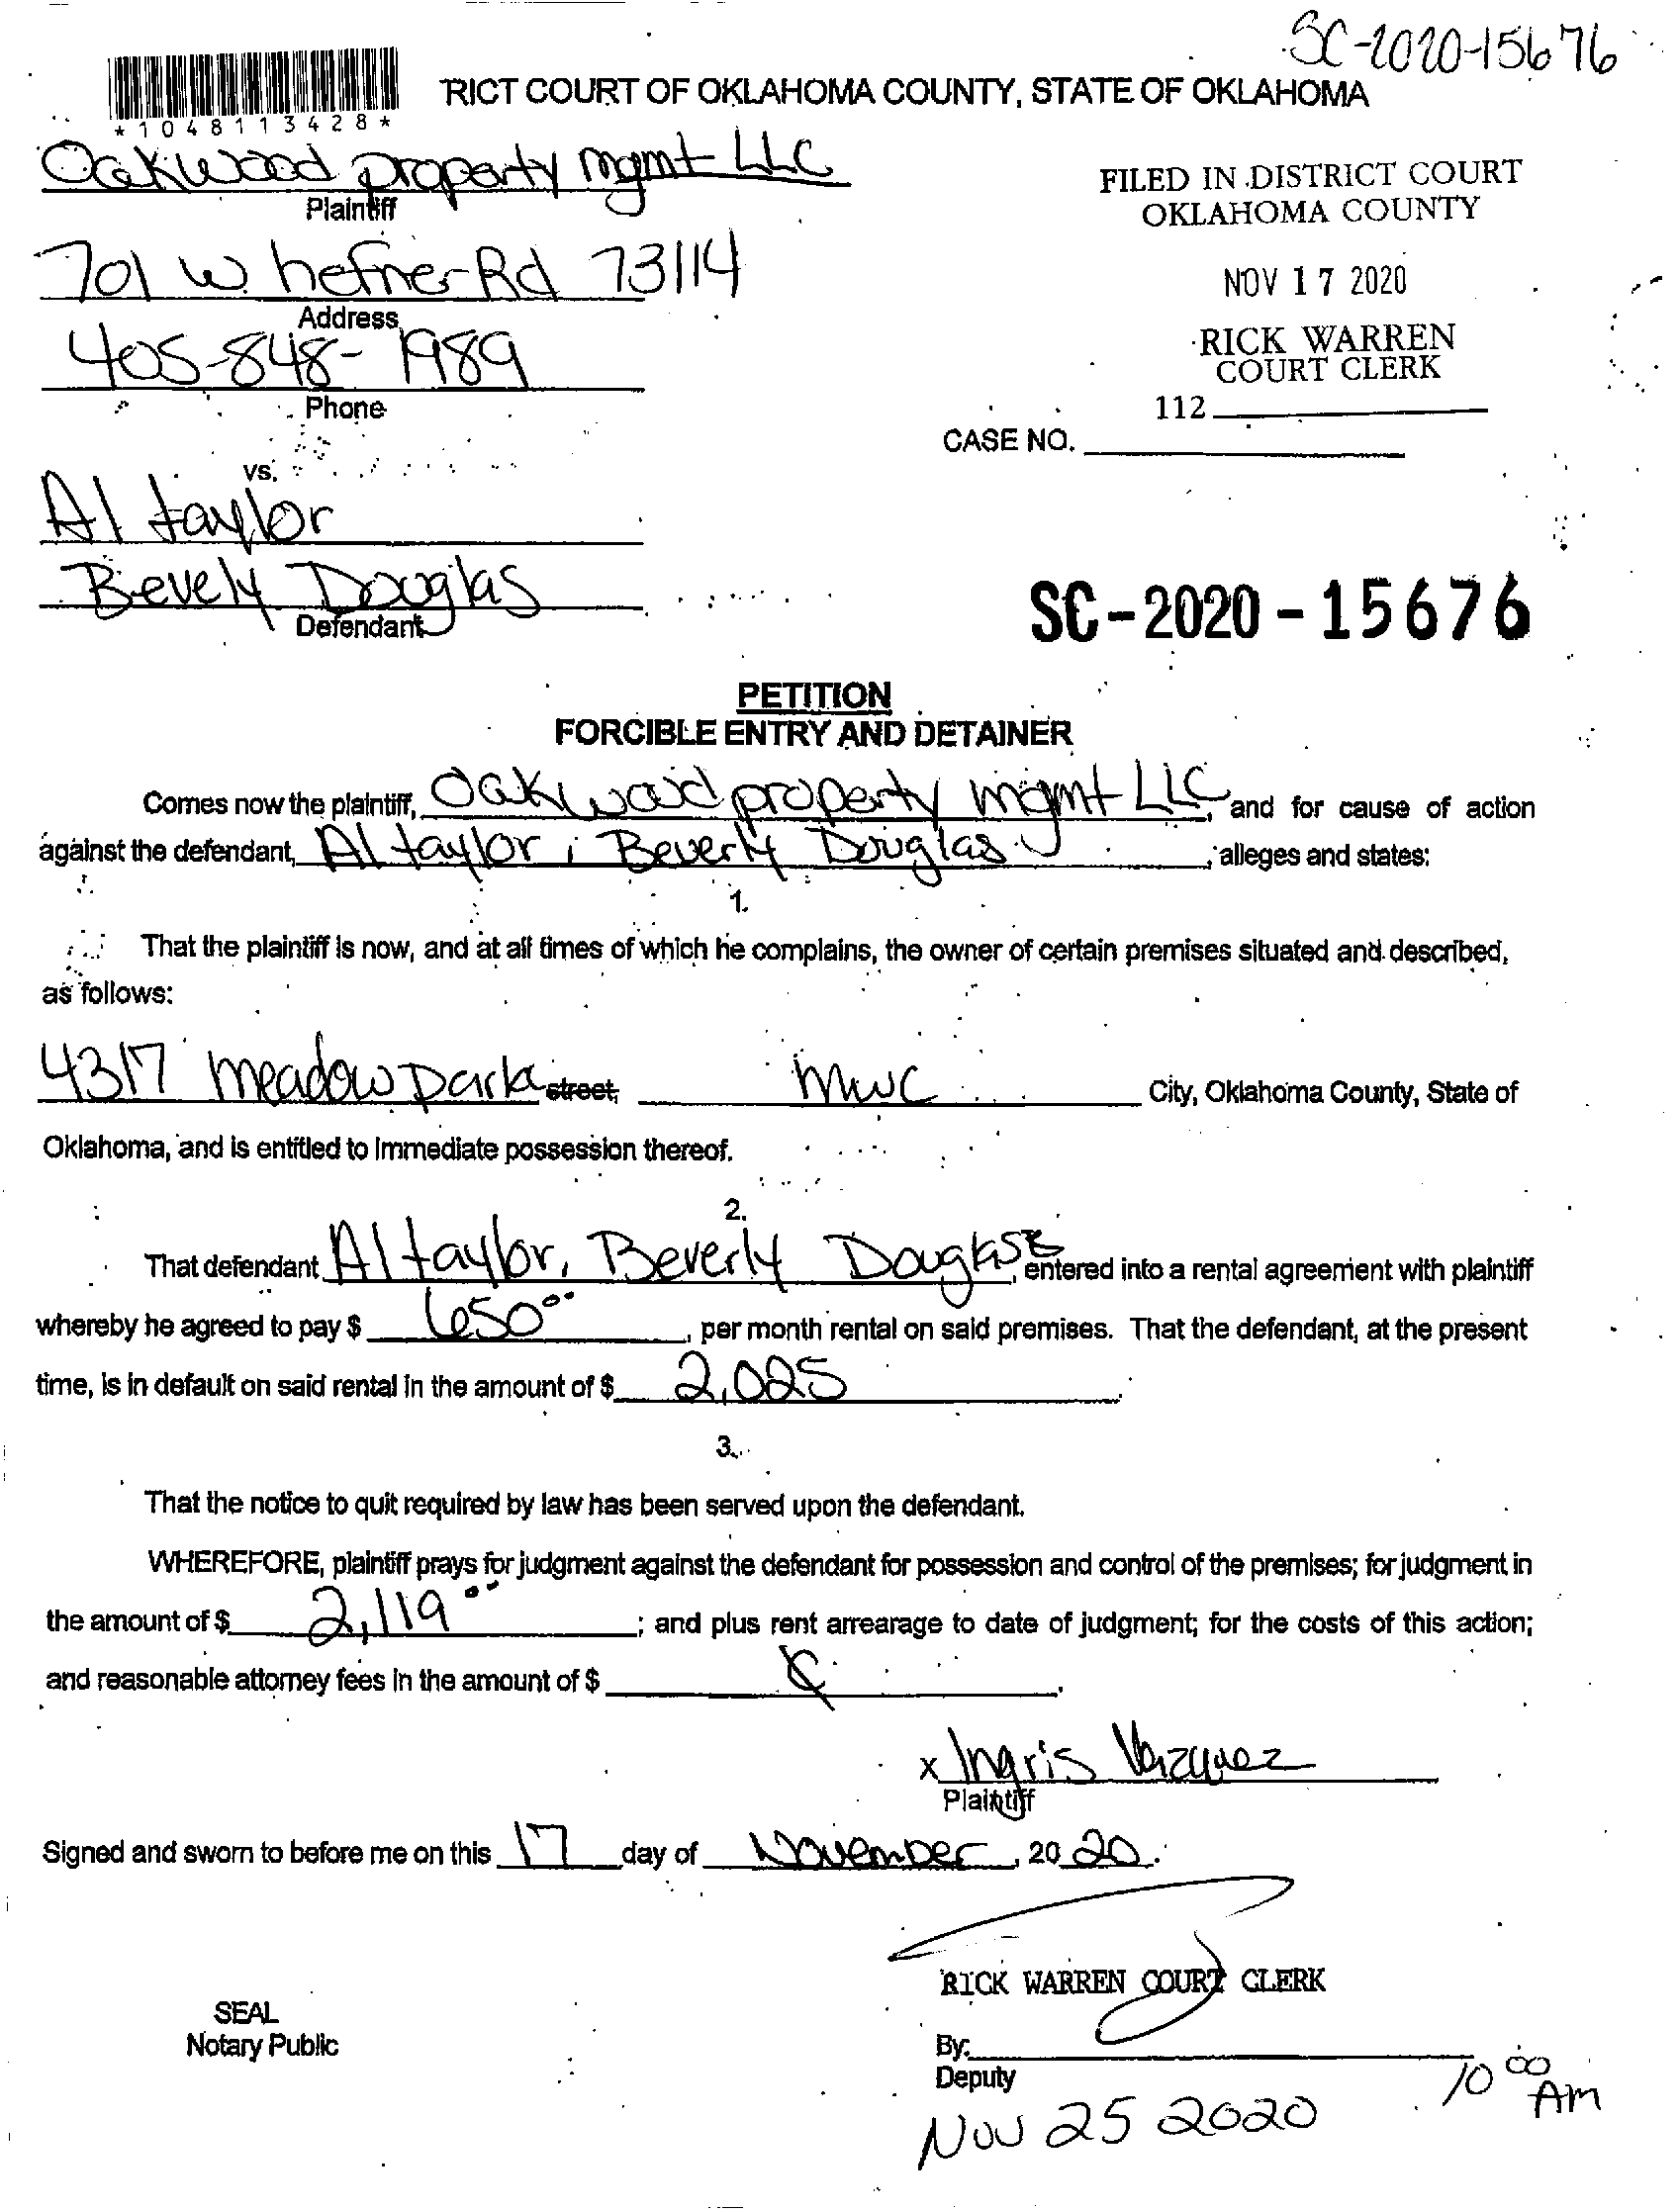 SC-2020-15676
RICT COURT OF OKLAHOMA COUNTY, STATE OF OKLAHOMA
*1048113428*
Oakwood property mgmt LLC
Plaintiff
FILED IN DISTRICT COURT
OKLAHOMA COUNTY
701 W. hefner Rd 73114
Address
NOV 17 2020
405-848-1989
Phone
RICK WARREN
COURT CLERK
112
CASE NO.
vs.
Al taylor
Bevely Douglas
Defendant
SC-2020-15676
PETITION
FORCIBLE ENTRY AND DETAINER
Comes now the plaintiff, Oakwood property mgmt LLC, and for cause of action
against the defendant, Al taylor, Beverly Douglas, alleges and states:
1.
That the plaintiff is now, and at all times of which he complains, the owner of certain premises situated and described,
as follows:
4317 meadow park street, mwc City, Oklahoma County, State of
Oklahoma, and is entitled to immediate possession thereof.
2.
That defendant Al taylor, Beverly Douglas, entered into a rental agreement with plaintiff
whereby he agreed to pay $ 650°°, per month rental on said premises. That the defendant, at the present
time, is in default on said rental in the amount of $ 2,025.
3.
That the notice to quit required by law has been served upon the defendant.
WHEREFORE, plaintiff prays for judgment against the defendant for possession and control of the premises; for judgment in
the amount of $ 2,119°°; and plus rent arrearage to date of judgment; for the costs of this action;
and reasonable attorney fees in the amount of $
x Ingris Vazquez
Plaintiff
Signed and sworn to before me on this 17 day of November, 20 20.
RICK WARREN COURT CLERK
SEAL
Notary Public
By:
Deputy
10 00 AM
Nov 25 2020